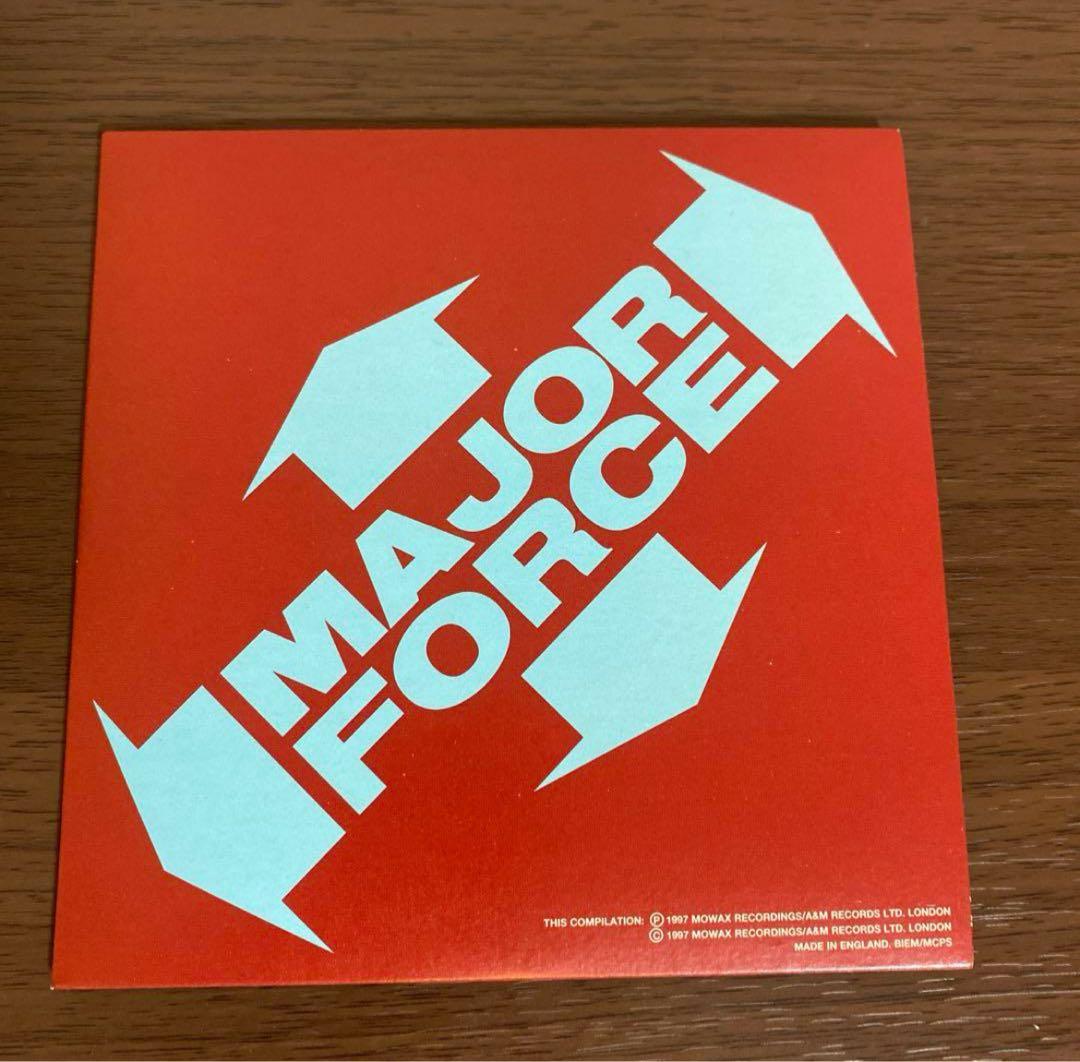 MAJOR
FORCE
THIS COMPILATION: Ⓟ 1997 MOWAX RECORDINGS/A&M RECORDS LTD. LONDON
© 1997 MOWAX RECORDINGS/A&M RECORDS LTD. LONDON
MADE IN ENGLAND. BIEM/MCPS